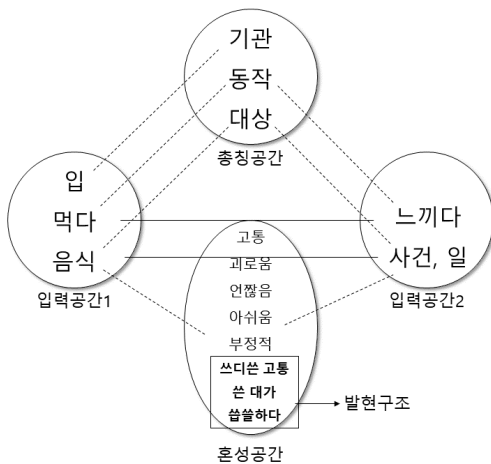 기관
동작
대상
총칭공간
입
먹다
음식
입력공간1
느끼다
사건, 일
입력공간2
고통
괴로움
언짢음
아쉬움
부정적
쓰디쓴 고통
쓴 대가
씁쓸하다
발현구조
혼성공간